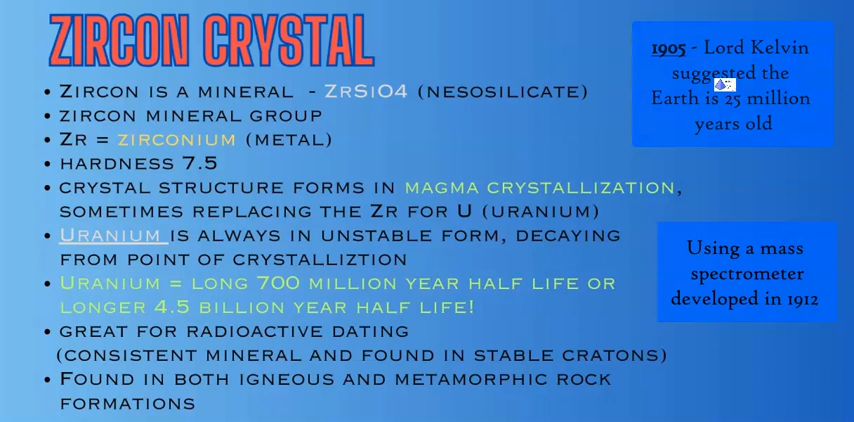 ZIRCON CRYSTAL
• ZIRCON IS A MINERAL - ZRSIO4 (NESOSILICATE)
• ZIRCON MINERAL GROUP
• ZR = ZIRCONIUM (METAL)
• HARDNESS 7.5
• CRYSTAL STRUCTURE FORMS IN MAGMA CRYSTALLIZATION,
SOMETIMES REPLACING THE ZR FOR U (URANIUM)
• URANIUM IS ALWAYS IN UNSTABLE FORM, DECAYING
FROM POINT OF CRYSTALLIZTION
• URANIUM = LONG 700 MILLION YEAR HALF LIFE OR
LONGER 4.5 BILLION YEAR HALF LIFE!
• GREAT FOR RADIOACTIVE DATING
(CONSISTENT MINERAL AND FOUND IN STABLE CRATONS)
• FOUND IN BOTH IGNEOUS AND METAMORPHIC ROCK
FORMATIONS
1905 - Lord Kelvin
suggested the
Earth is 25 million
years old
Using a mass
spectrometer
developed in 1912